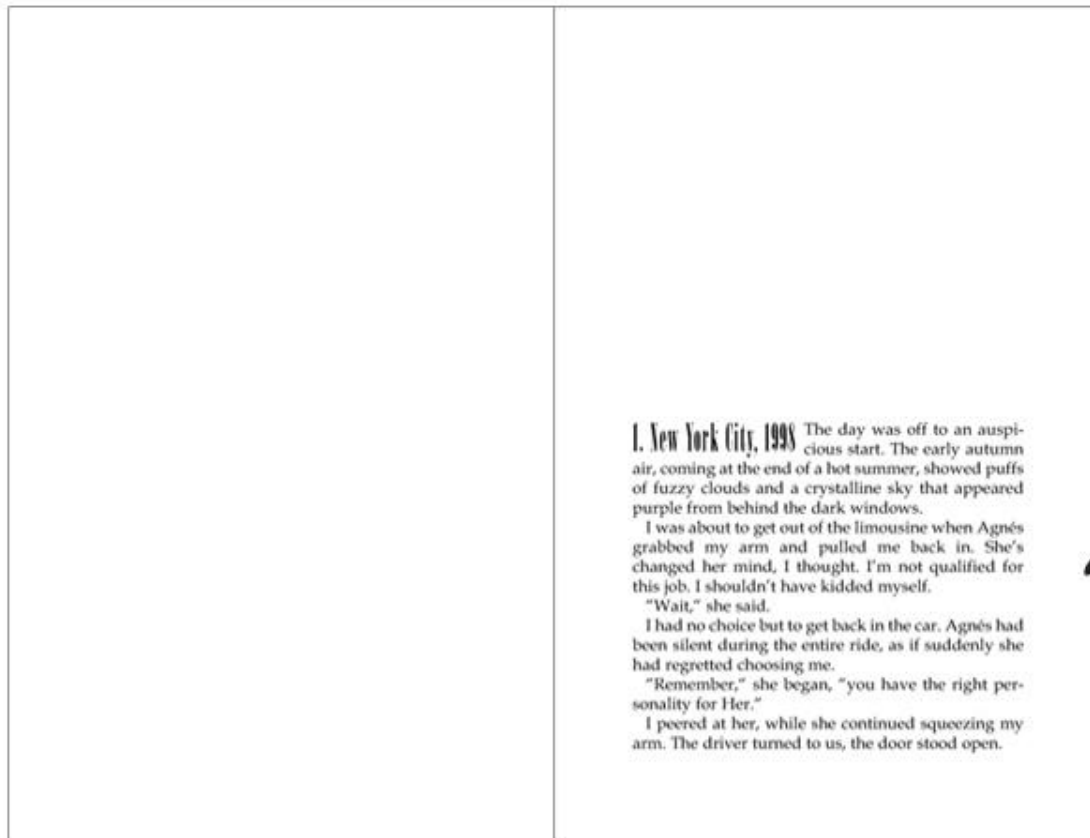 1. New York City, 1998 The day was off to an auspi-
cious start. The early autumn
air, coming at the end of a hot summer, showed puffs
of fuzzy clouds and a crystalline sky that appeared
purple from behind the dark windows.
I was about to get out of the limousine when Agnés
grabbed my arm and pulled me back in. She's
changed her mind, I thought. I'm not qualified for
this job. I shouldn't have kidded myself.
"Wait," she said.
I had no choice but to get back in the car. Agnés had
been silent during the entire ride, as if suddenly she
had regretted choosing me.
"Remember," she began, "you have the right per-
sonality for Her."
I peered at her, while she continued squeezing my
arm. The driver turned to us, the door stood open.